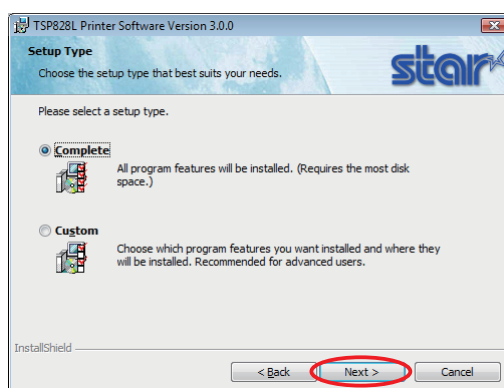 TSP828L Printer Software Version 3.0.0
Setup Type
Choose the setup type that best suits your needs.
star
Please select a setup type.
Complete
All program features will be installed. (Requires the most disk
space.)
Custom
Choose which program features you want installed and where they
will be installed. Recommended for advanced users.
InstallShield
< Back
Next >
Cancel